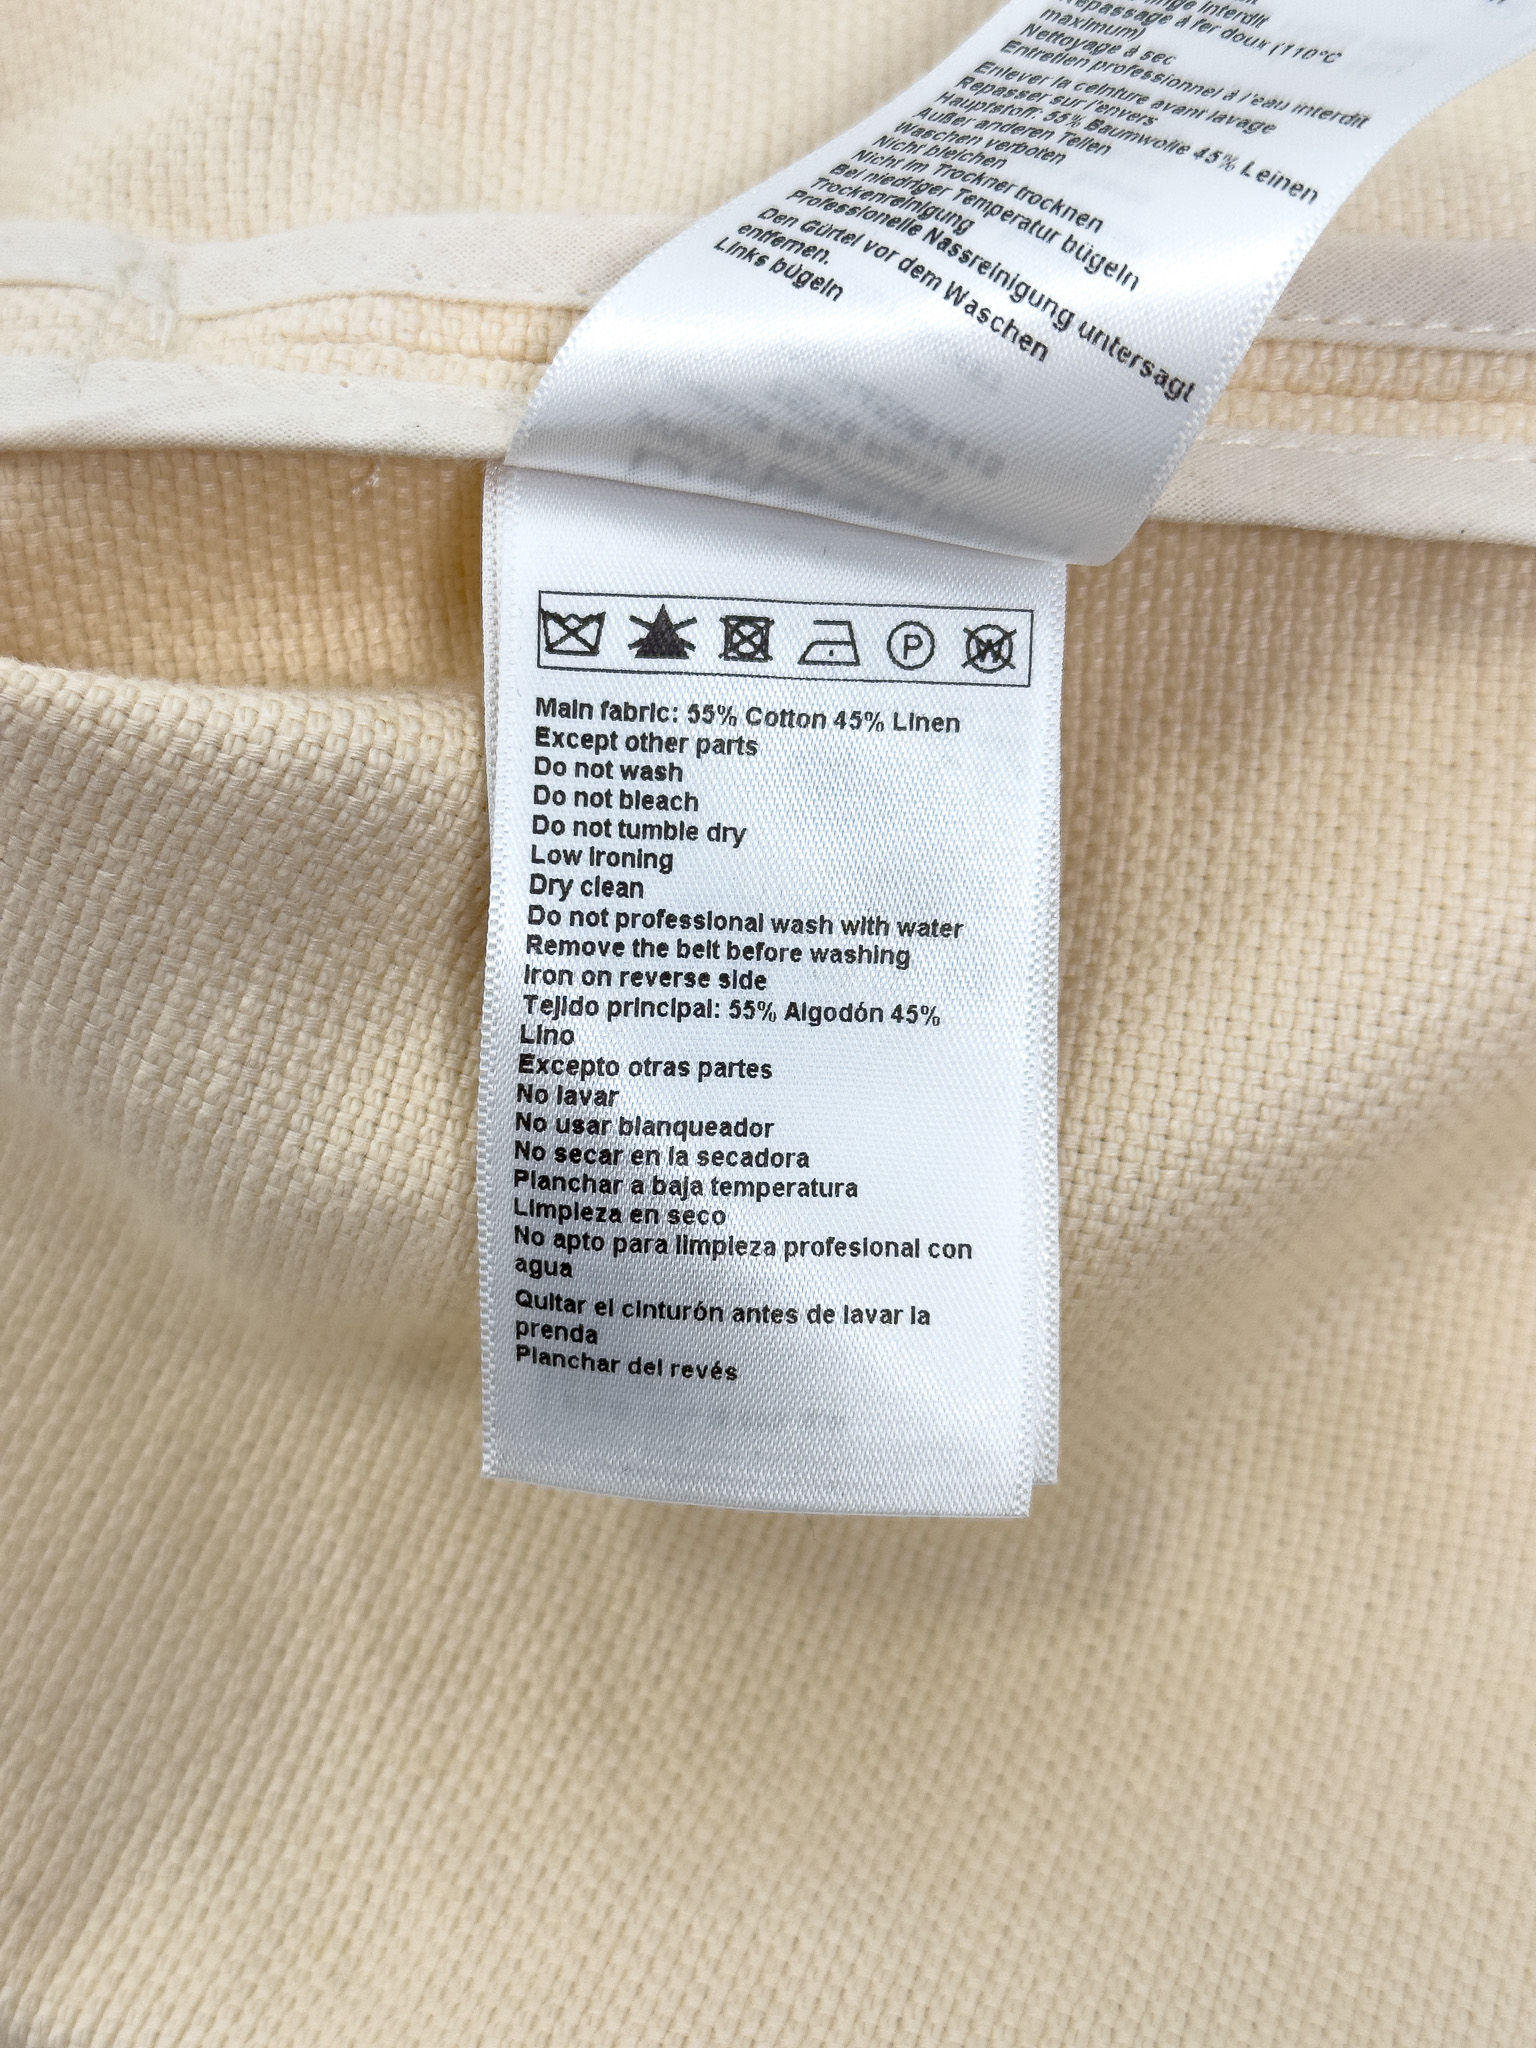 interdit
Repassage à fer doux (110°C
maximum)
Nettoyage à sec
Entretien professionnel à l'eau interdit
Enlever la ceinture avant lavage
Repasser sur l'envers
Hauptstoff: 55% Baumwolle 45% Leinen
Außer anderen Teilen
Waschen verboten
Nicht bleichen
Nicht im Trockner trocknen
Bei niedriger Temperatur bügeln
Trockenreinigung
Professionelle Nassreinigung untersagt
Den Gürtel vor dem Waschen
entfernen.
Links bügeln
P W
Main fabric: 55% Cotton 45% Linen
Except other parts
Do not wash
Do not bleach
Do not tumble dry
Low ironing
Dry clean
Do not professional wash with water
Remove the belt before washing
Iron on reverse side
Tejido principal: 55% Algodón 45%
Lino
Excepto otras partes
No lavar
No usar blanqueador
No secar en la secadora
Planchar a baja temperatura
Limpieza en seco
No apto para limpieza profesional con
agua
Quitar el cinturón antes de lavar la
prenda
Planchar del revés